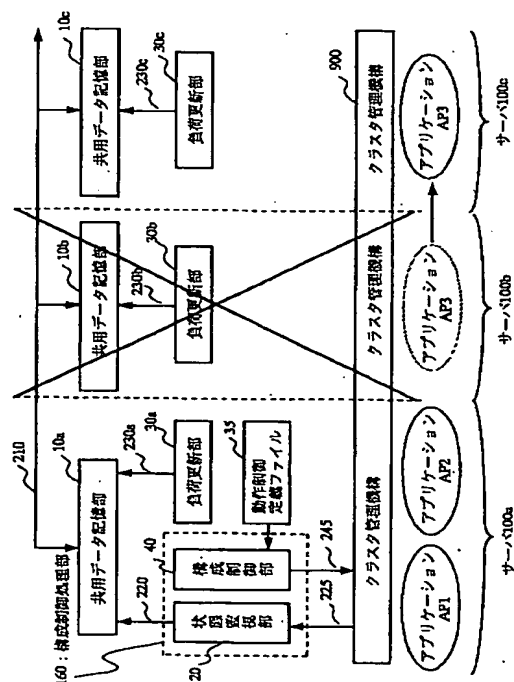 210
10a
共用データ記憶部
10b
共用データ記憶部
10c
共用データ記憶部
160:構成制御処理部
220
230a
230b
230c
30a
負荷更新部
30b
負荷更新部
30c
負荷更新部
40
35
状態監視部
構成制御部
動作制御
定義ファイル
20
225
245
900
クラスタ管理機構
クラスタ管理機構
クラスタ管理機構
アプリケーション
AP1
アプリケーション
AP2
アプリケーション
AP3
アプリケーション
AP3
サーバ100a
サーバ100b
サーバ100c